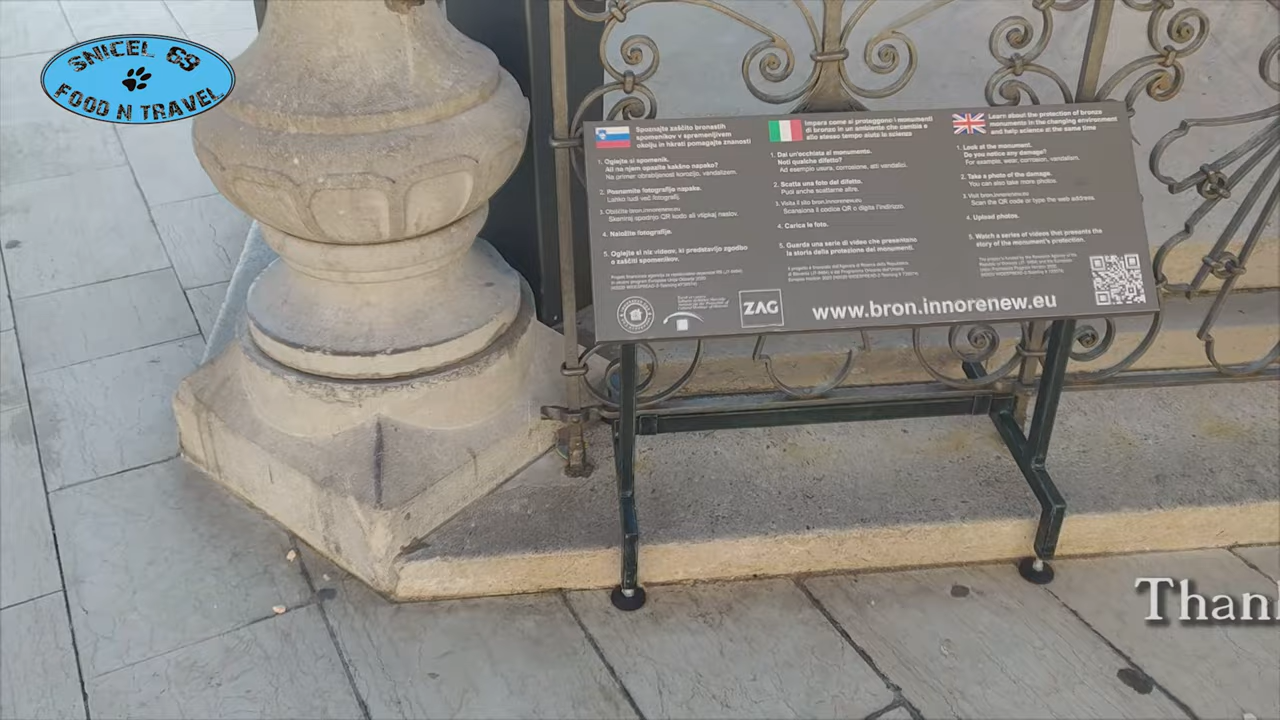 SNICEL 69
FOOD N TRAVEL
Spoznajte zaščito bronastih
spomenikov v spremenljivem
okolju in hkrati pomagajte znanosti
1. Oglejte si spomenik.
Ali na njem opazite kakšno napako?
Na primer obrabljenost, korozijo, vandalizem.
2. Posnamite fotografijo napake.
Lahko tudi več fotografij.
3. Obiščite bron.innorenew.eu
Skeniraj spodnjo QR kodo ali vtipkaj naslov.
4. Naložite fotografije.
5. Oglejte si niz videov, ki predstavljo zgodbo
o zaščiti spomenikov.
Impara come si proteggono i monumenti
di bronzo in un ambiente che cambia e
allo stesso tempo aiuta la scienza
1. Dai un'occhiata al monumento.
Noti qualche difetto?
Ad esempio usura, corrosione, atti vandalici.
2. Scatta una foto del difetto.
Puoi anche scattarne altre.
3. Visita il sito bron.innorenew.eu
Scansiona il codice QR o digita l'indirizzo.
4. Carica le foto.
5. Guarda una serie di video che presentano
la storia della protezione dei monumenti.
Learn about the protection of bronze
monuments in the changing environment
and help science at the same time
1. Look at the monument.
Do you notice any damage?
For example, wear, corrosion, vandalism.
2. Take a photo of the damage.
You can also take more photos.
3. Visit bron.innorenew.eu
Scan the QR code or type the web address.
4. Upload photos.
5. Watch a series of videos that presents the
story of the monument's protection.
ZAG
www.bron.innorenew.eu
Than